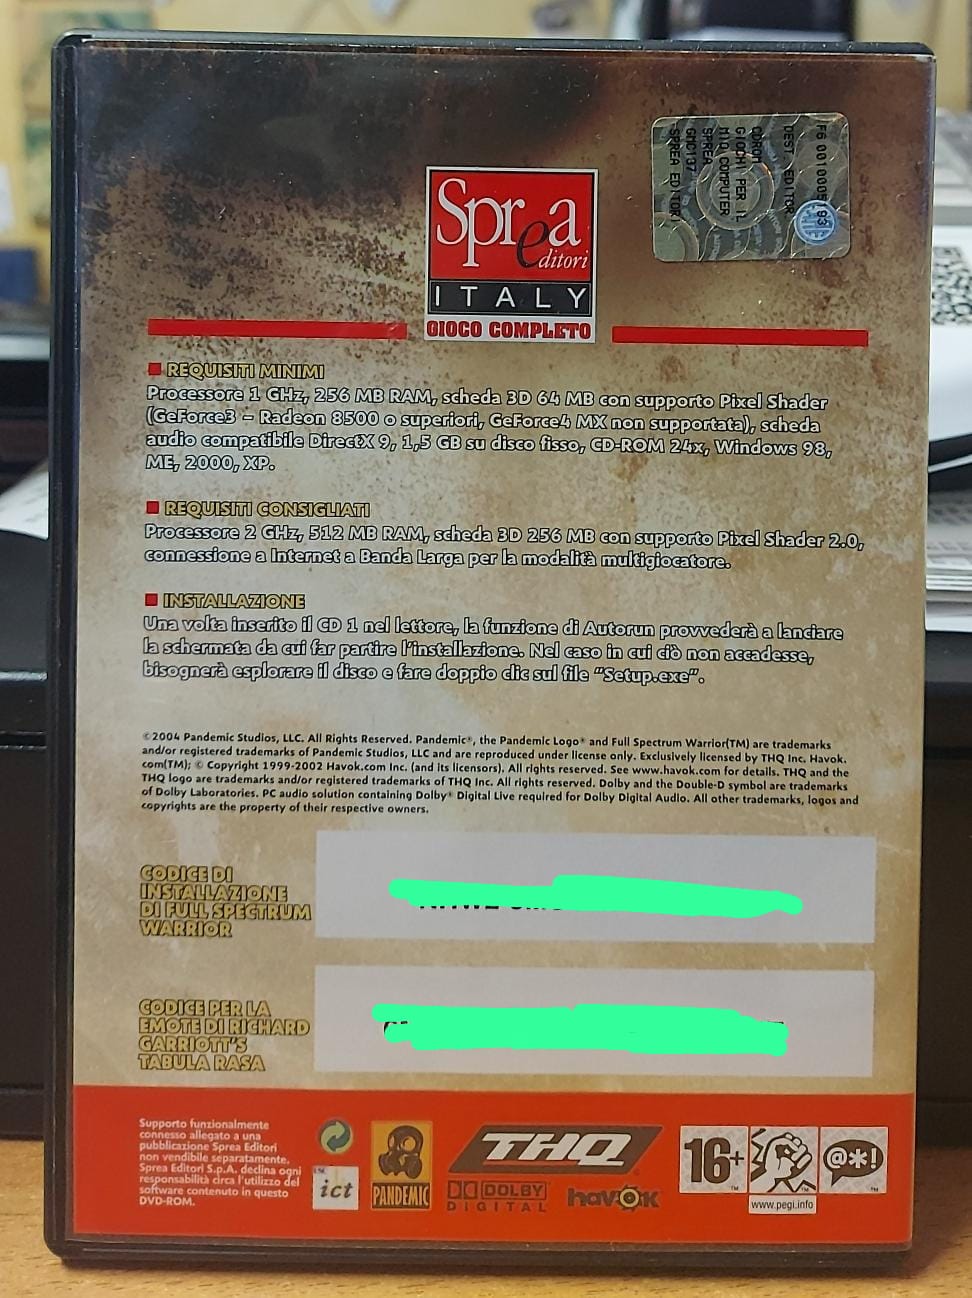 Sprea
editori
ITALY
GIOCO COMPLETO
F6 0010005193
DEST. EDITOR
CDROM
GIOCHI PER IL
MIO COMPUTER
SPREA
GMC137
SPREA EDITORI
REQUISITI MINIMI
Processore 1 GHz, 256 MB RAM, scheda 3D 64 MB con supporto Pixel Shader
(GeForce3 – Radeon 8500 o superiori, GeForce4 MX non supportata), scheda
audio compatibile DirectX 9, 1,5 GB su disco fisso, CD-ROM 24x, Windows 98,
ME, 2000, XP.
REQUISITI CONSIGLIATI
Processore 2 GHz, 512 MB RAM, scheda 3D 256 MB con supporto Pixel Shader 2.0,
connessione a Internet a Banda Larga per la modalità multigiocatore.
INSTALLAZIONE
Una volta inserito il CD 1 nel lettore, la funzione di Autorun provvederà a lanciare
la schermata da cui far partire l'installazione. Nel caso in cui ciò non accadesse,
bisognerà esplorare il disco e fare doppio clic sul file “Setup.exe”.
© 2004 Pandemic Studios, LLC. All Rights Reserved. Pandemic®, the Pandemic Logo® and Full Spectrum Warrior(TM) are trademarks
and/or registered trademarks of Pandemic Studios, LLC and are reproduced under license only. Exclusively licensed by THQ Inc. Havok.
com(TM); © Copyright 1999-2002 Havok.com Inc. (and its licensors). All rights reserved. See www.havok.com for details. THQ and the
THQ logo are trademarks and/or registered trademarks of THQ Inc. All rights reserved. Dolby and the Double-D symbol are trademarks
of Dolby Laboratories. PC audio solution containing Dolby® Digital Live required for Dolby Digital Audio. All other trademarks, logos and
copyrights are the property of their respective owners.
CODICE DI
INSTALLAZIONE
DI FULL SPECTRUM
WARRIOR
CODICE PER LA
EMOTE DI RICHARD
GARRIOTT'S
TABULA RASA
Supporto funzionalmente
connesso allegato a una
pubblicazione Sprea Editori
non vendibile separatamente.
Sprea Editori S.p.A. declina ogni
responsabilità circa l'utilizzo del
software contenuto in questo
DVD-ROM.
ict
PANDEMIC
THQ
DOLBY
DIGITAL
havok
16+
@*!
www.pegi.info